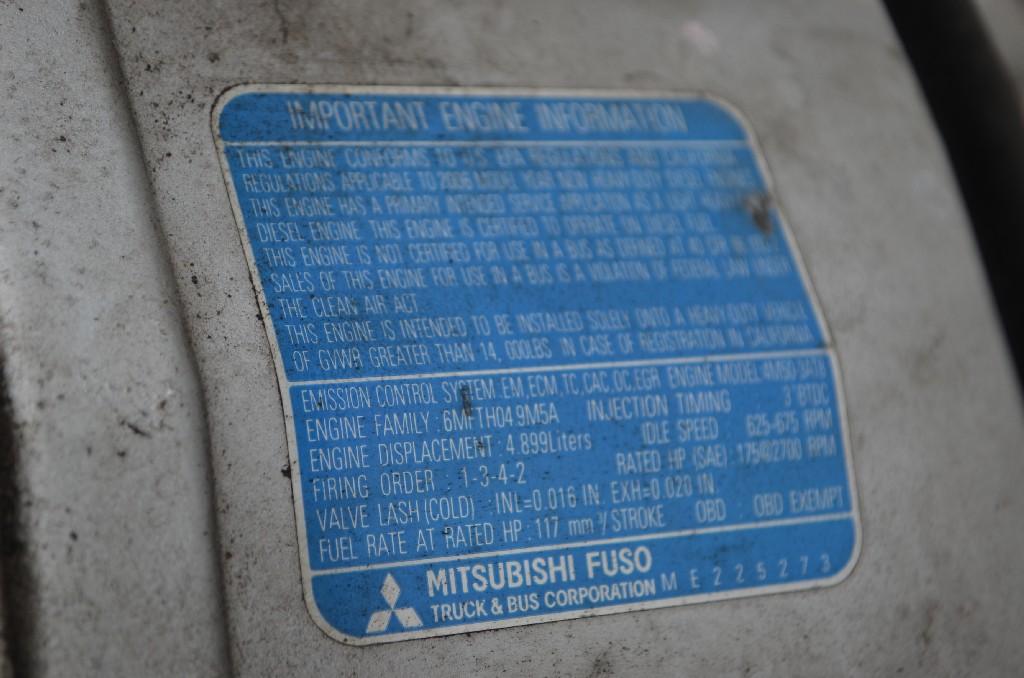 IMPORTANT ENGINE INFORMATION
THIS ENGINE CONFORMS TO U.S. EPA REGULATIONS AND CALIFORNIA
REGULATIONS APPLICABLE TO 2006 MODEL YEAR NEW HEAVY DUTY
THIS ENGINE HAS A PRIMARY INTENDED SERVICE APPLICATION AS A
DIESEL ENGINE. THIS ENGINE IS CERTIFIED TO OPERATE ON DIESEL FUEL.
THIS ENGINE IS NOT CERTIFIED FOR USE IN A BUS AS DEFINED AT 40 CFR
SALES OF THIS ENGINE FOR USE IN A BUS IS A VIOLATION OF FEDERAL LAW UNDER
THE CLEAN AIR ACT.
THIS ENGINE IS INTENDED TO BE INSTALLED SOLELY ONTO A HEAVY DUTY VEHICLE
OF GVWR GREATER THAN 14,000LBS IN CASE OF REGISTRATION IN CALIFORNIA
EMISSION CONTROL SYSTEM:EM,ECM,TC,CAC,OC,EGR ENGINE MODEL:4M50-3AT8
ENGINE FAMILY : 6MFTH04.9M5A INJECTION TIMING : 3 BTDC
ENGINE DISPLACEMENT : 4.899Liters IDLE SPEED : 625-675 RPM
FIRING ORDER : 1-3-4-2 RATED HP (SAE) : 175@2700 RPM
VALVE LASH(COLD) : INL=0.016 IN. EXH=0.020 IN
FUEL RATE AT RATED HP : 117 mm³/STROKE OBD : OBD EXEMPT
MITSUBISHI FUSO
TRUCK & BUS CORPORATION ME225273